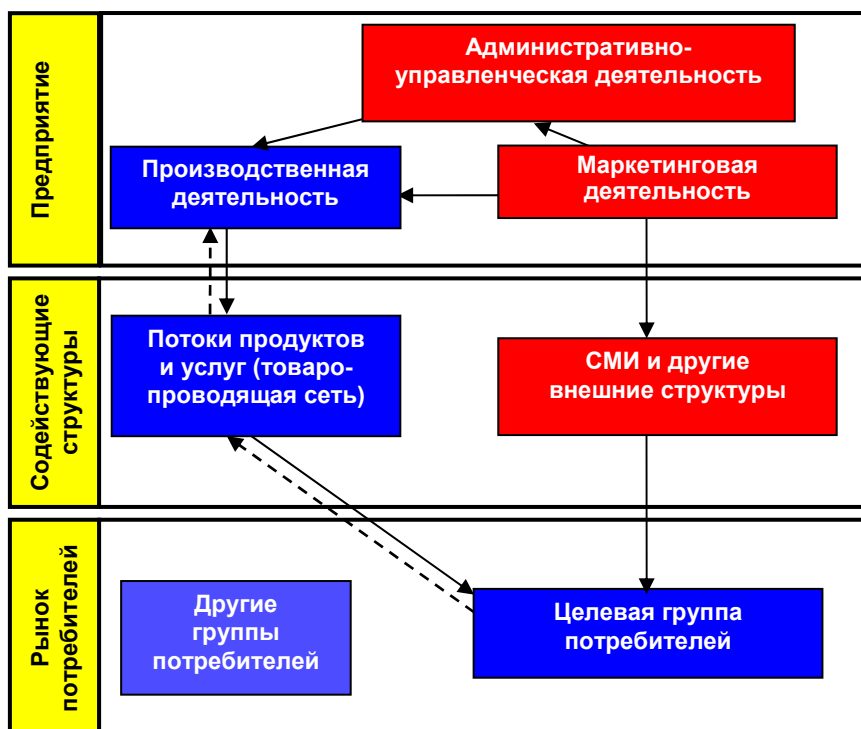 Предприятие
Административно-
управленческая деятельность
Производственная
деятельность
Маркетинговая
деятельность
Содействующие
структуры
Потоки продуктов
и услуг (товаро-
проводящая сеть)
СМИ и другие
внешние структуры
Рынок
потребителей
Другие
группы
потребителей
Целевая группа
потребителей